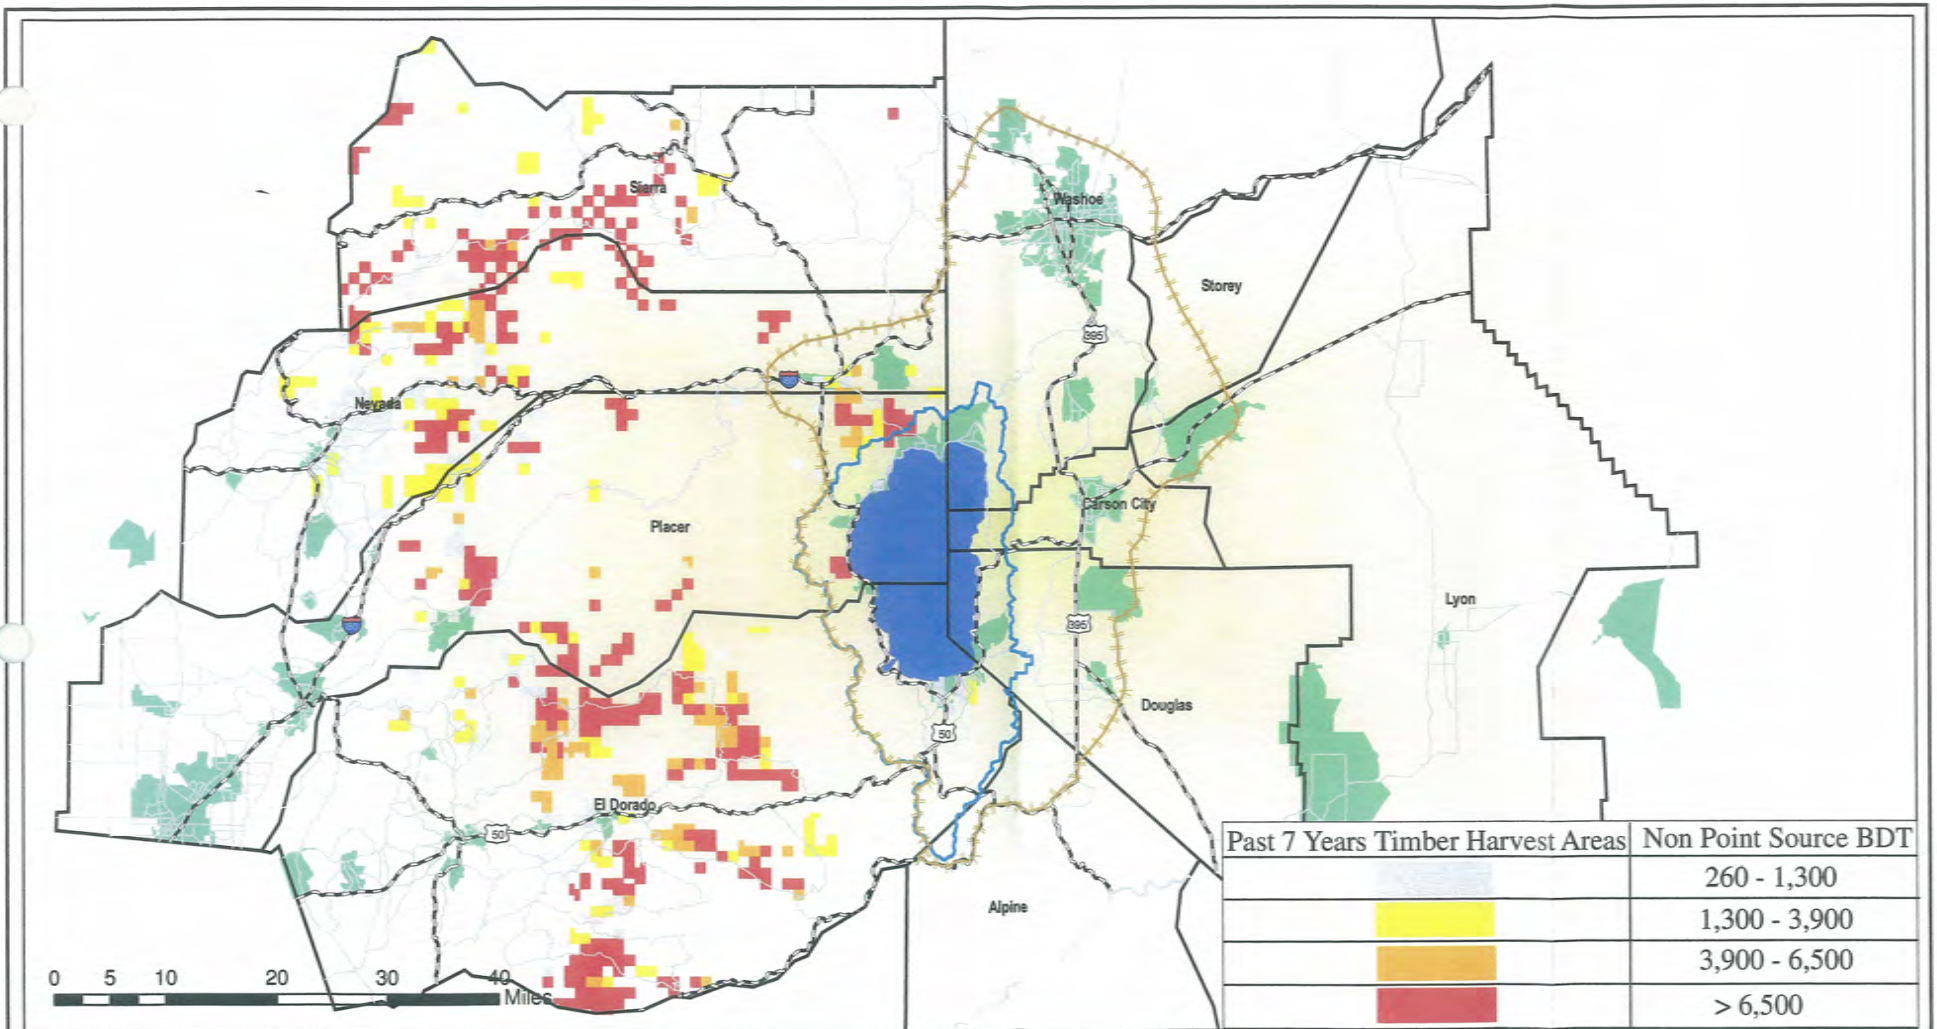 Sierra
Washoe
Storey
395
80
Nevada
Placer
Carson City
Lyon
80
395
Douglas
50
El Dorado
50
Alpine
0 5 10 20 30 40
Miles
Past 7 Years Timber Harvest Areas Non Point Source BDT
260 - 1,300
1,300 - 3,900
3,900 - 6,500
> 6,500